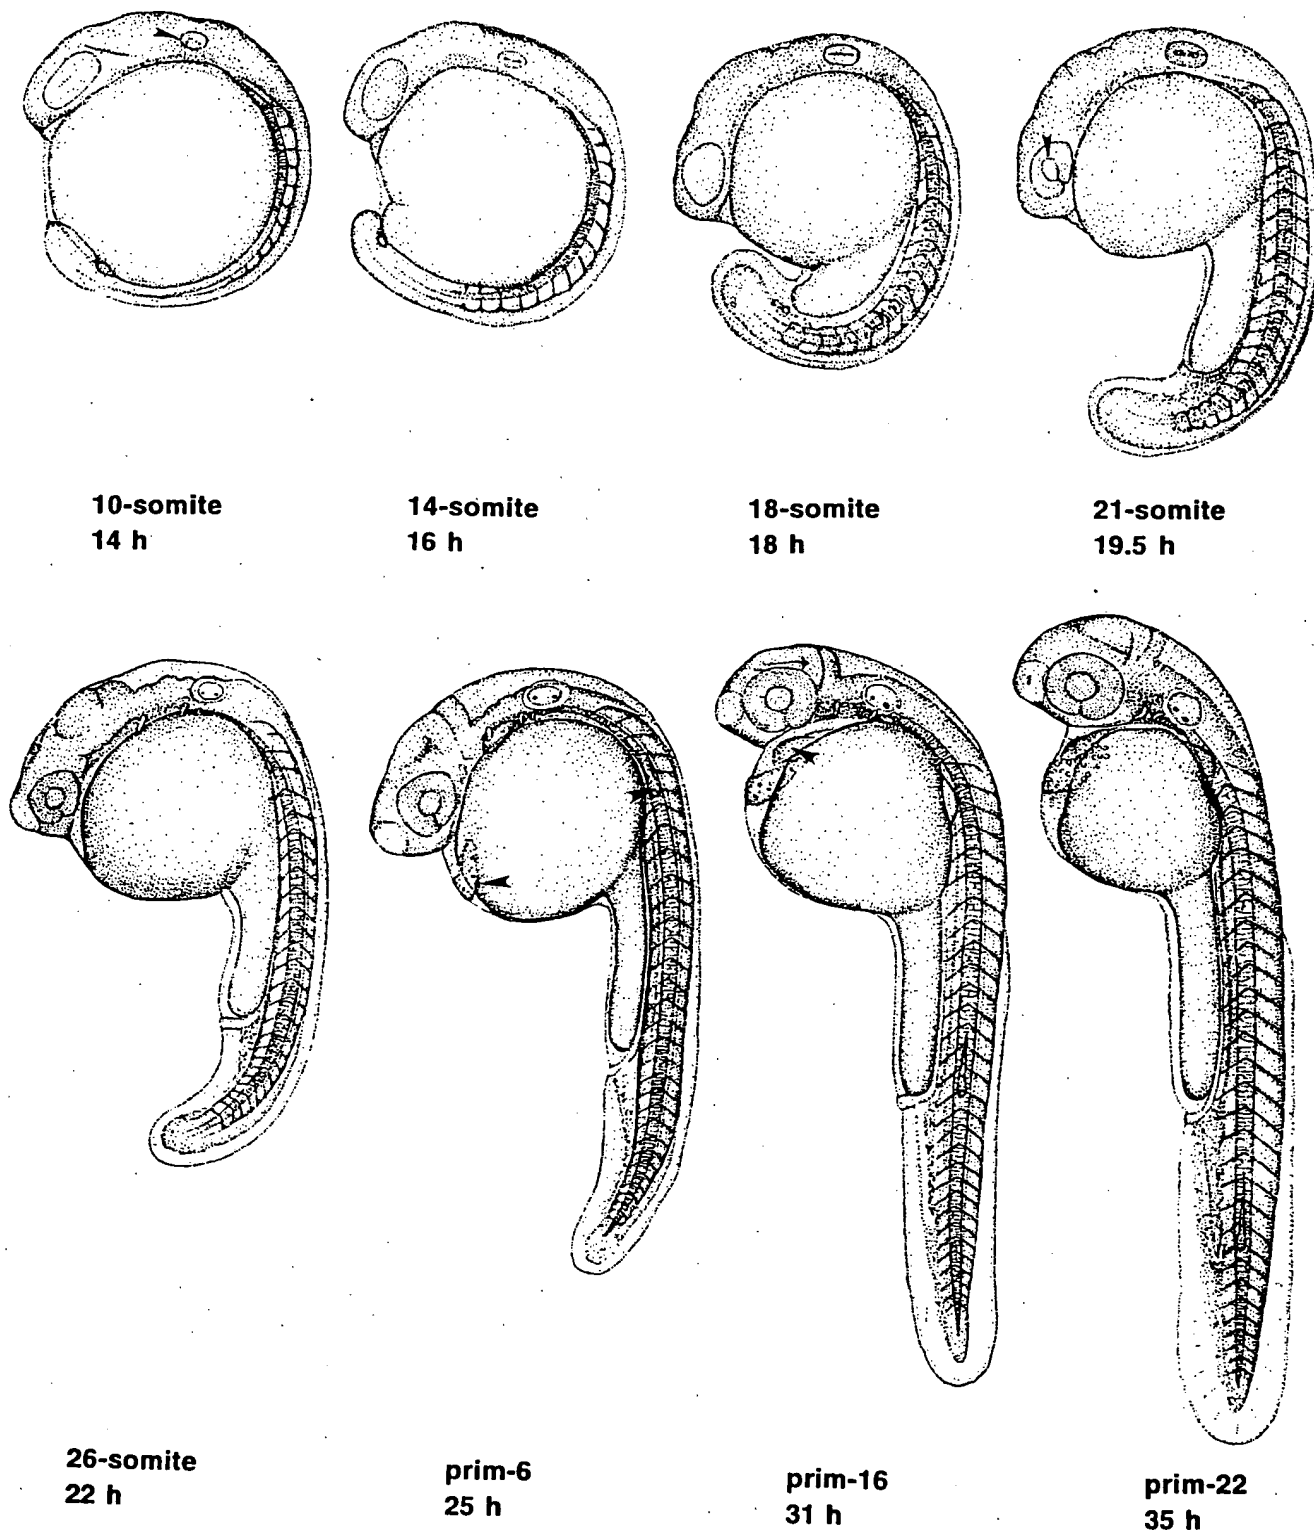 10-somite
14 h
14-somite
16 h
18-somite
18 h
21-somite
19.5 h
26-somite
22 h
prim-6
25 h
prim-16
31 h
prim-22
35 h